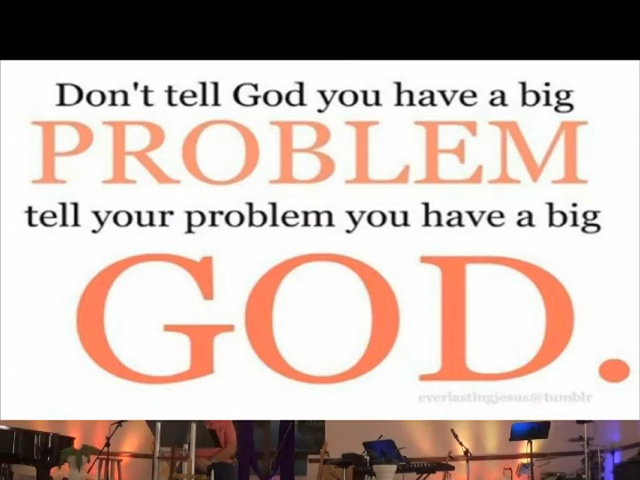 Don't tell God you have a big
PROBLEM
tell your problem you have a big
GOD.
everlastingjesus@tumblr